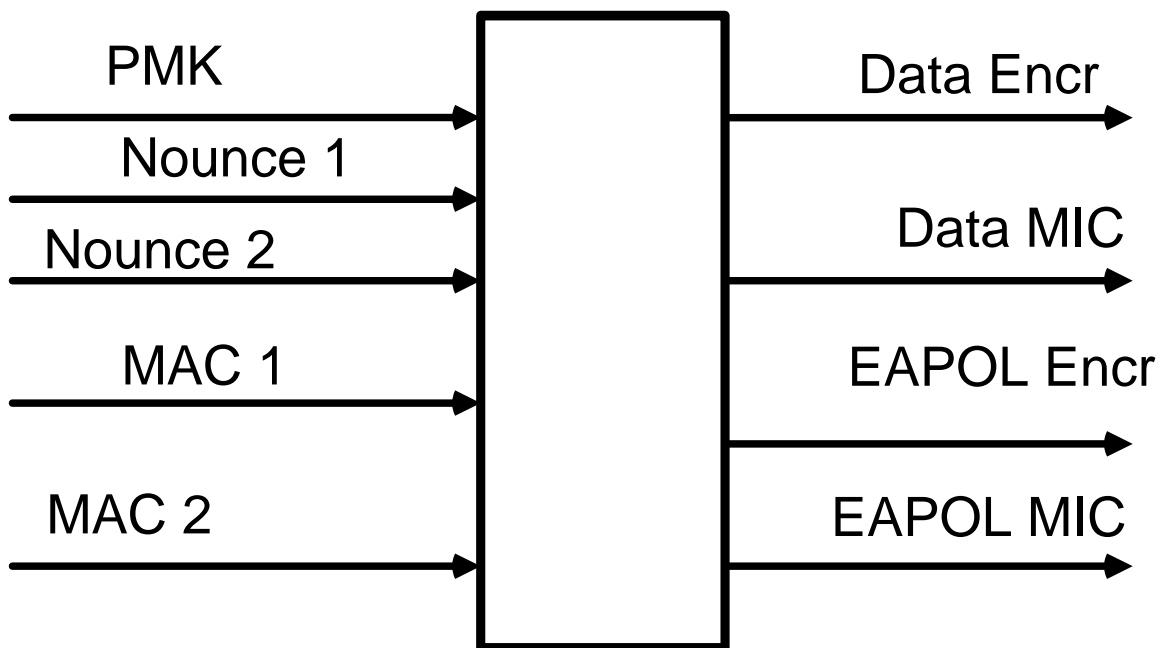 PMK
Nounce 1
Nounce 2
MAC 1
MAC 2
Data Encr
Data MIC
EAPOL Encr
EAPOL MIC